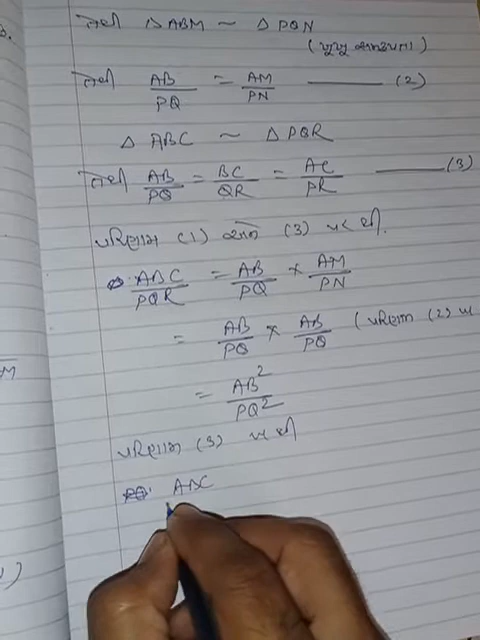 તેથી △ABM ~ △PQN
(ખૂખૂ સમરૂપતા)
તેથી AB/PQ = AM/PN ——— (2)
△ABC ~ △PQR
તેથી AB/PQ = BC/QR = AC/PR ——— (3)
પરિણામ (1) અને (3) પરથી.
ABC/PQR = AB/PQ × AM/PN
= AB/PQ × AB/PQ (પરિણામ (2) પ
= AB²/PQ²
પરિણામ (3) પરથી
ABC